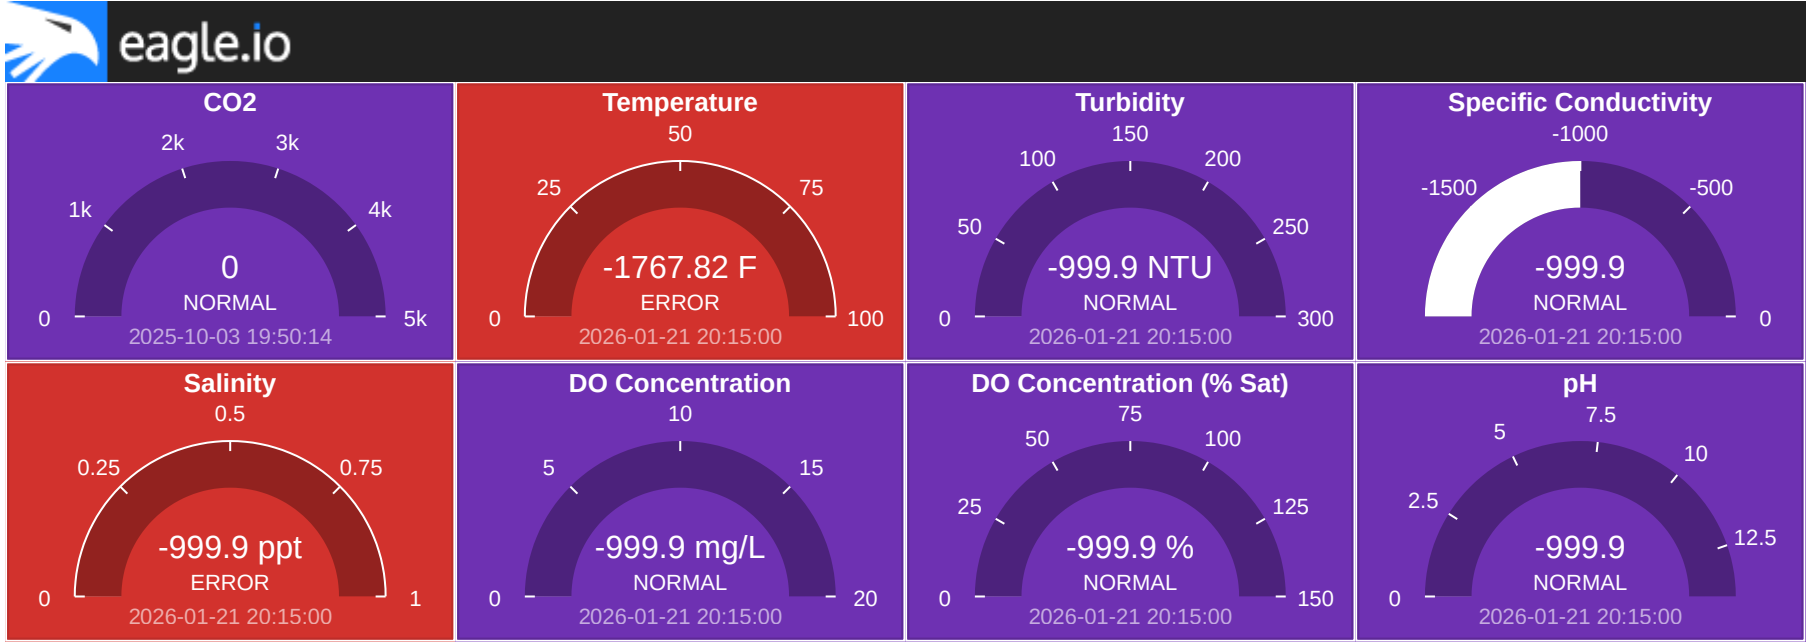 eagle.io
CO2
0
1k
2k
3k
4k
5k
0
NORMAL
2025-10-03 19:50:14
Temperature
0
25
50
75
100
-1767.82 F
ERROR
2026-01-21 20:15:00
Turbidity
0
50
100
150
200
250
300
-999.9 NTU
NORMAL
2026-01-21 20:15:00
Specific Conductivity
-1500
-1000
-500
0
-999.9
NORMAL
2026-01-21 20:15:00
Salinity
0
0.25
0.5
0.75
1
-999.9 ppt
ERROR
2026-01-21 20:15:00
DO Concentration
0
5
10
15
20
-999.9 mg/L
NORMAL
2026-01-21 20:15:00
DO Concentration (% Sat)
0
25
50
75
100
125
150
-999.9 %
NORMAL
2026-01-21 20:15:00
pH
0
2.5
5
7.5
10
12.5
-999.9
NORMAL
2026-01-21 20:15:00